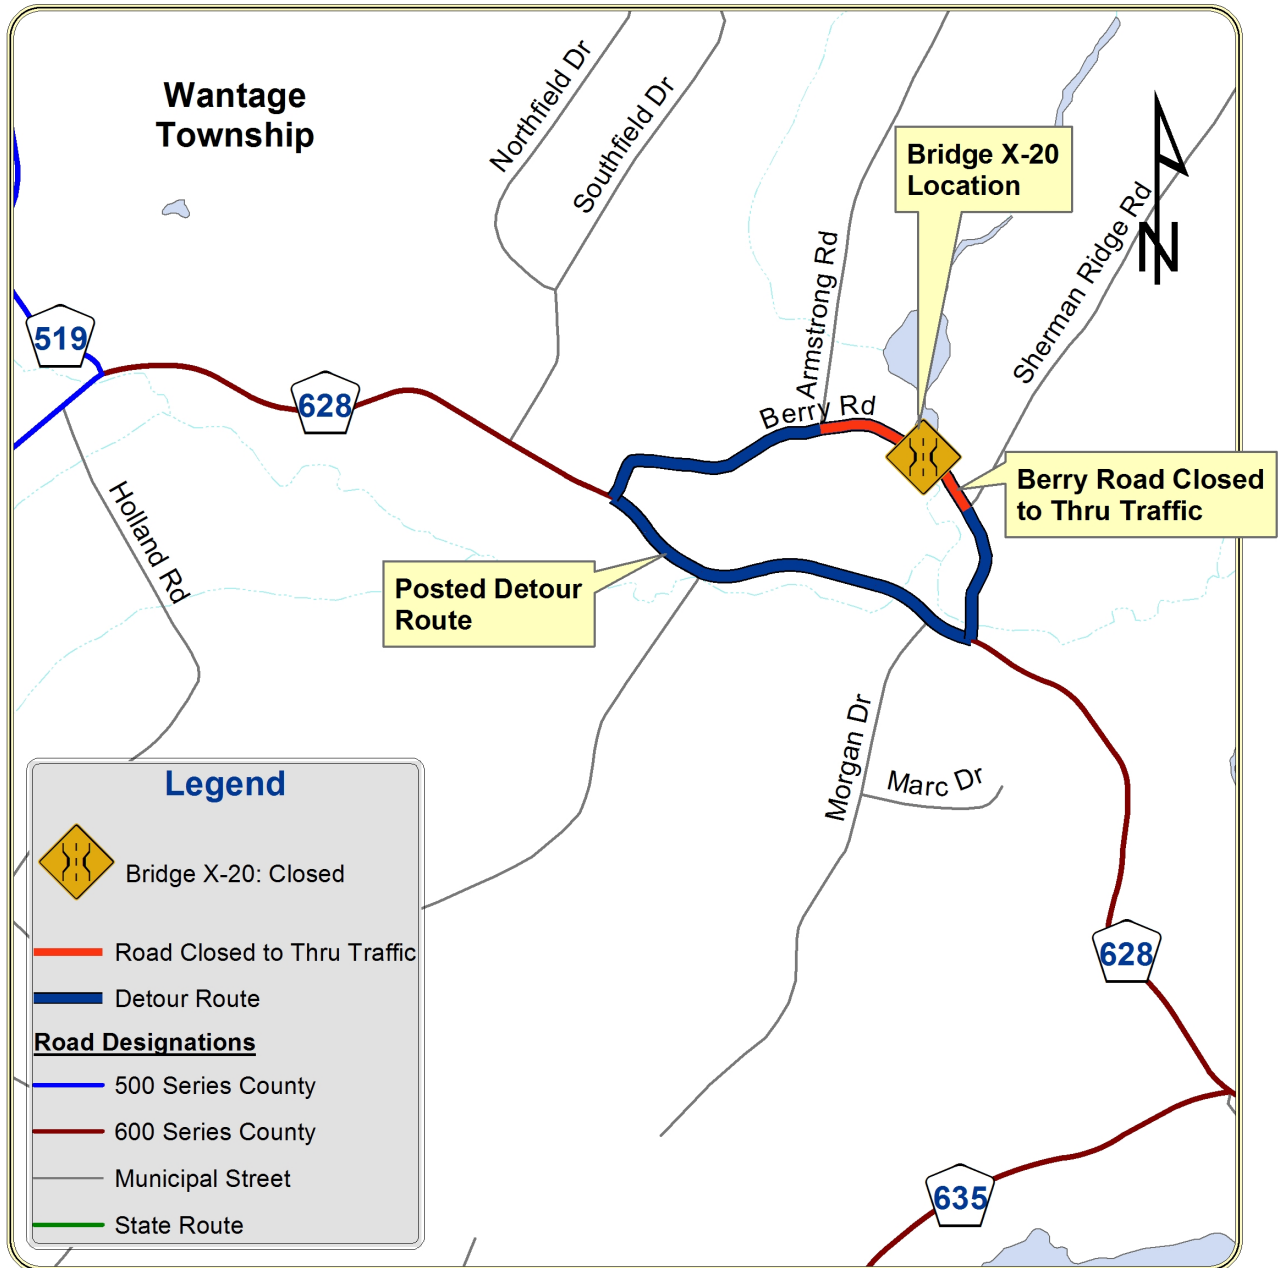 Wantage
Township
Northfield Dr
Southfield Dr
Bridge X-20
Location
Armstrong Rd
Sherman Ridge Rd
N
519
628
Berry Rd
Berry Road Closed
to Thru Traffic
Holland Rd
Posted Detour
Route
Morgan Dr
Marc Dr
628
635
Legend
Bridge X-20: Closed
Road Closed to Thru Traffic
Detour Route
Road Designations
500 Series County
600 Series County
Municipal Street
State Route